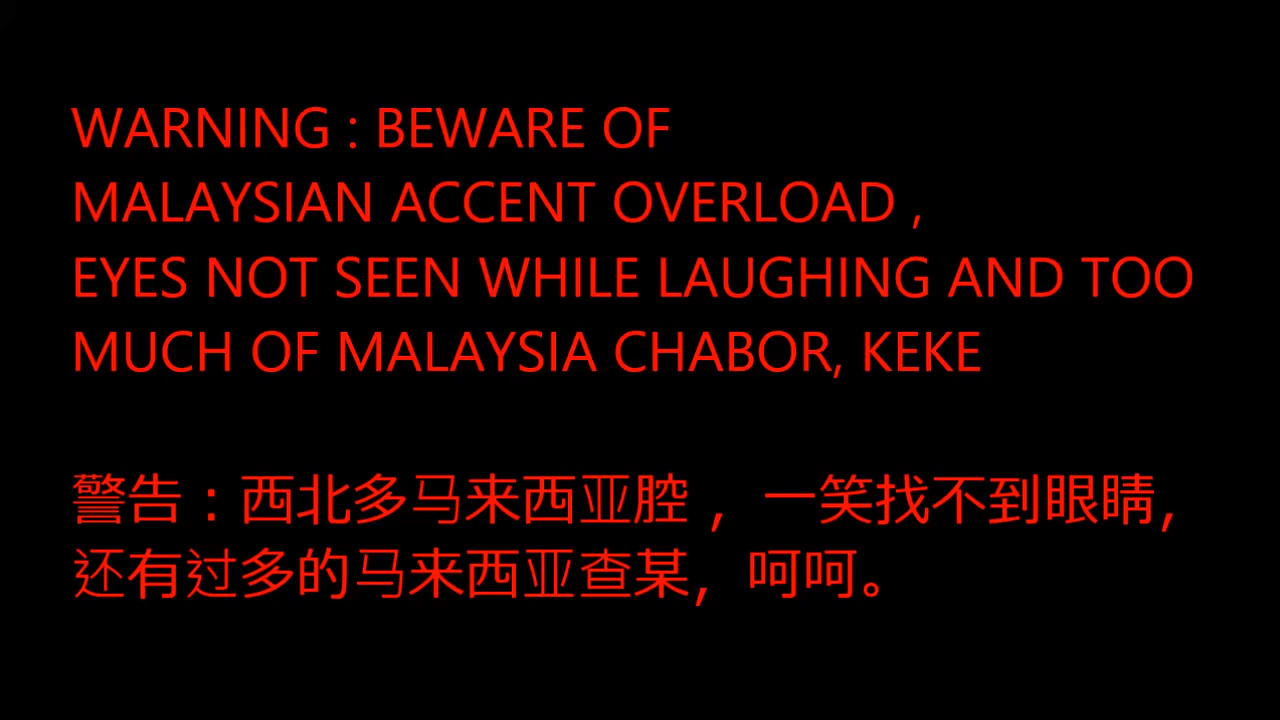 WARNING : BEWARE OF
MALAYSIAN ACCENT OVERLOAD ,
EYES NOT SEEN WHILE LAUGHING AND TOO
MUCH OF MALAYSIA CHABOR, KEKE
警告：西北多马来西亚腔 ，一笑找不到眼睛，
还有过多的马来西亚查某，呵呵。